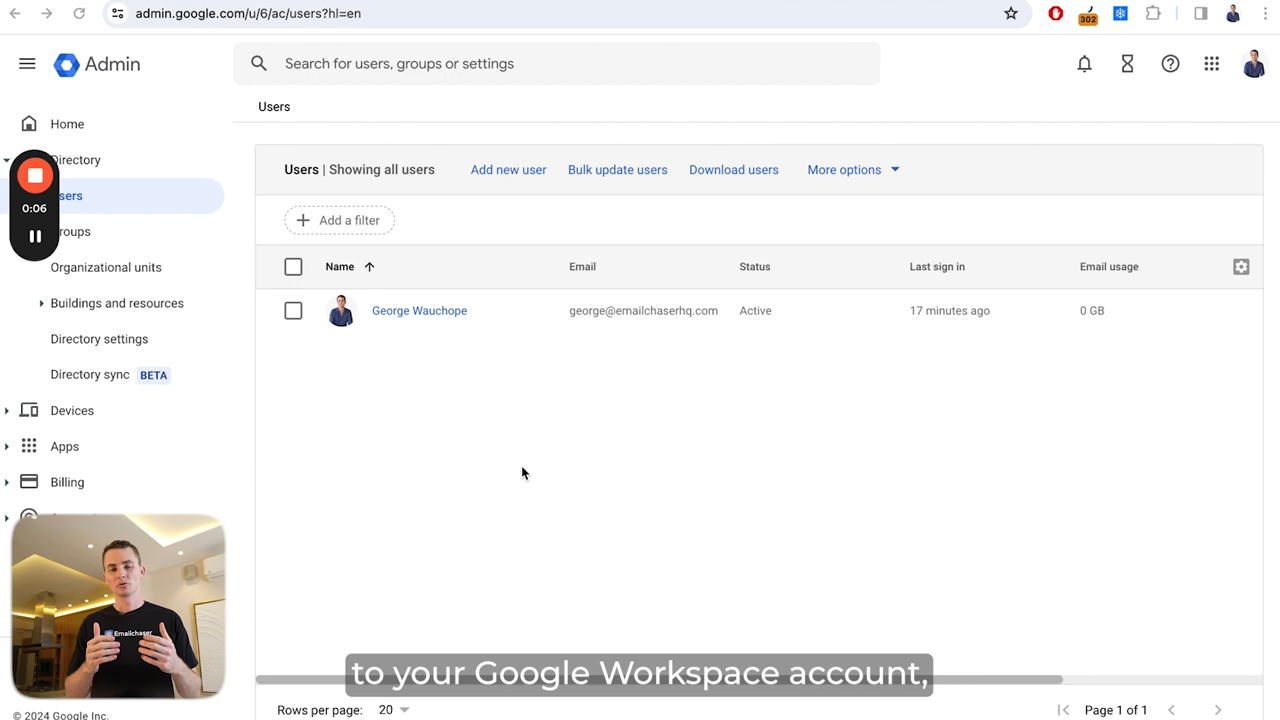 admin.google.com/u/6/ac/users?hl=en
302
Admin
Search for users, groups or settings
Users
Home
Directory
sers
0:06
roups
Organizational units
Buildings and resources
Directory settings
Directory sync BETA
Devices
Apps
Billing
© 2024 Google Inc.
Users | Showing all users
Add new user
Bulk update users
Download users
More options
Add a filter
Name Email Status Last sign in Email usage
George Wauchope george@emailchaserhq.com Active 17 minutes ago 0 GB
Emailchaser
to your Google Workspace account,
Rows per page: 20
Page 1 of 1